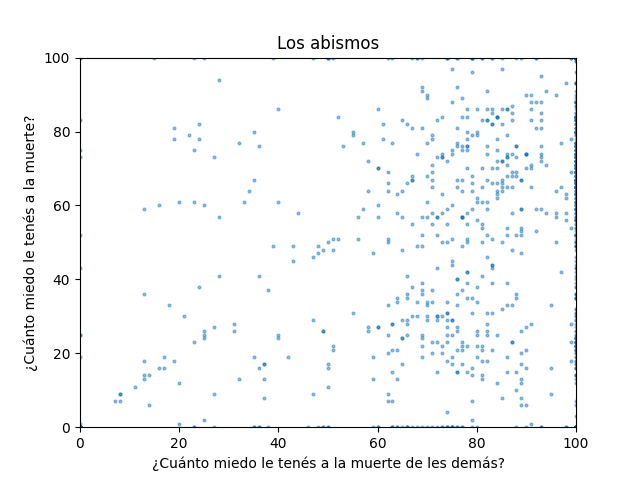 Los abismos
¿Cuánto miedo le tenés a la muerte?
100
80
60
40
20
0
0 20 40 60 80 100
¿Cuánto miedo le tenés a la muerte de les demás?